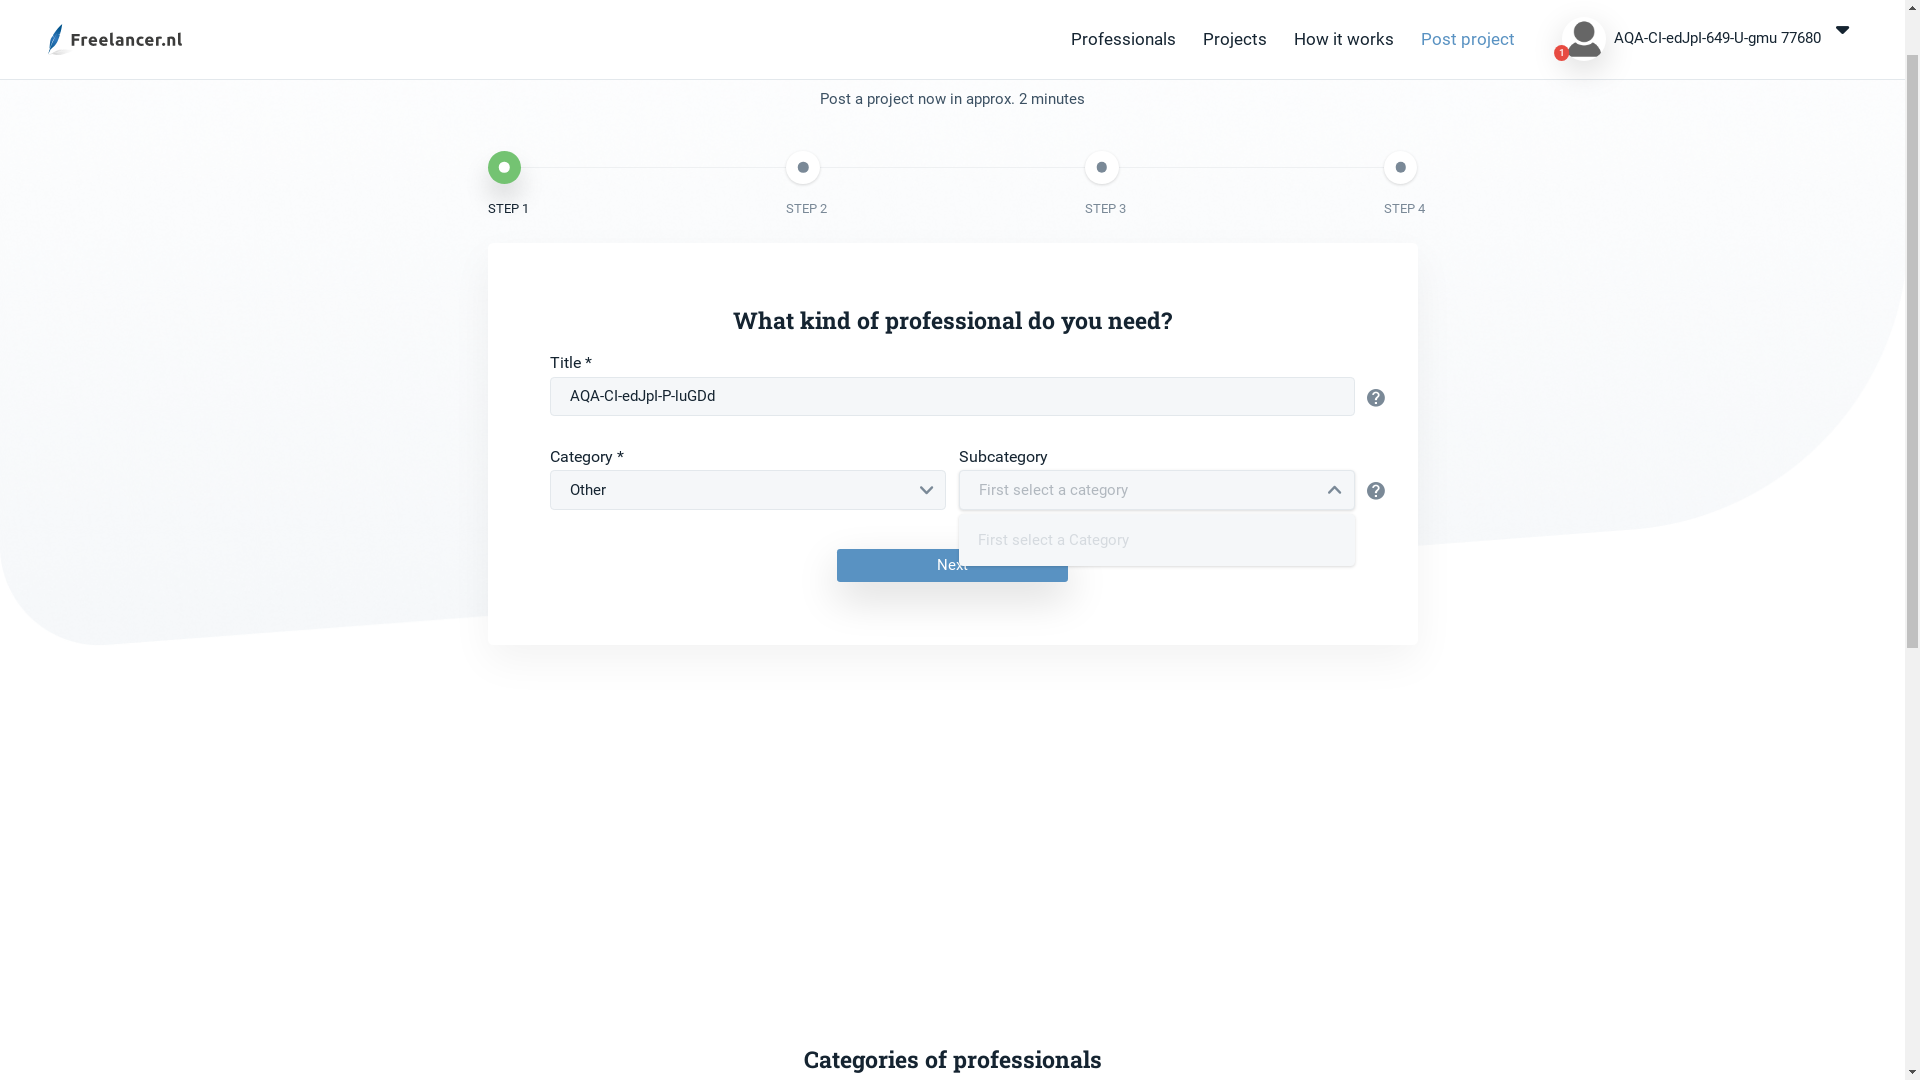 Freelancer.nl
Professionals
Projects
How it works
Post project
1
AQA-CI-edJpI-649-U-gmu 77680
Post a project now in approx. 2 minutes
STEP 1
STEP 2
STEP 3
STEP 4
What kind of professional do you need?
Title *
AQA-CI-edJpI-P-luGDd
?
Category *
Subcategory
Other
First select a category
?
First select a Category
Next
Categories of professionals